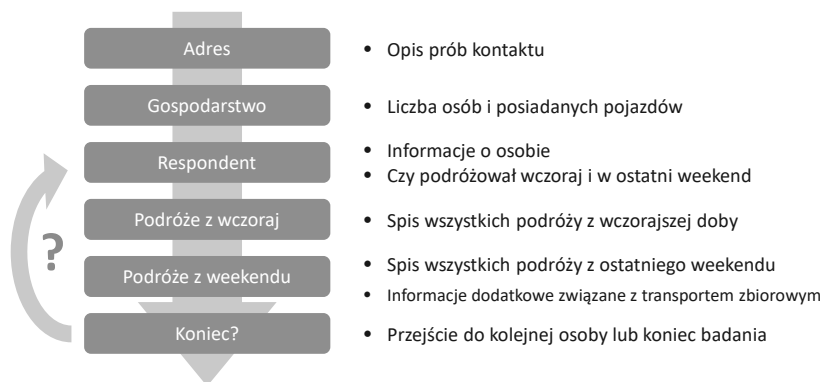 Adres
• Opis prób kontaktu
Gospodarstwo
• Liczba osób i posiadanych pojazdów
Respondent
• Informacje o osobie
• Czy podróżował wczoraj i w ostatni weekend
Podróże z wczoraj
• Spis wszystkich podróży z wczorajszej doby
?
Podróże z weekendu
• Spis wszystkich podróży z ostatniego weekendu
• Informacje dodatkowe związane z transportem zbiorowym
Koniec?
• Przejście do kolejnej osoby lub koniec badania